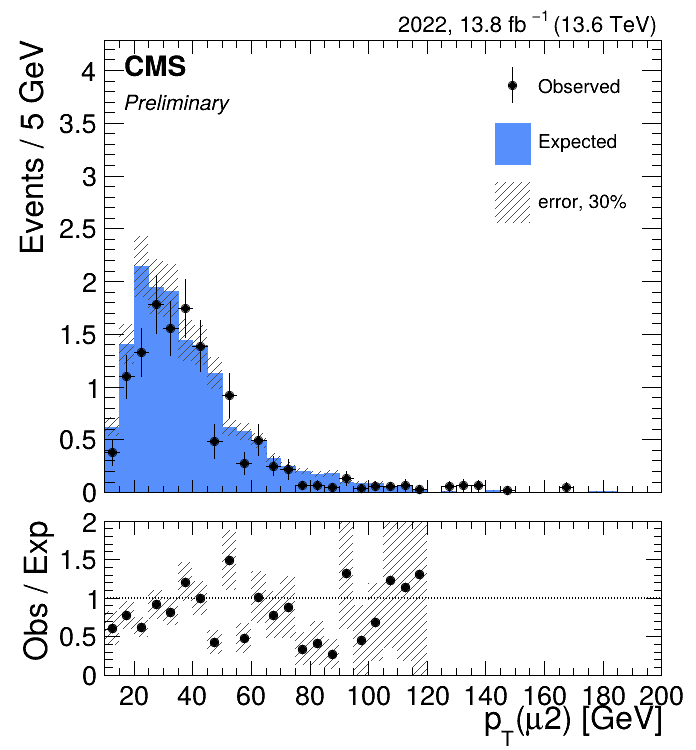 2022, 13.8 fb⁻¹ (13.6 TeV)
CMS
Preliminary
Observed
Expected
error, 30%
Events / 5 GeV
4
3.5
3
2.5
2
1.5
1
0.5
0
Obs / Exp
2
1.5
1
0.5
0
20 40 60 80 100 120 140 160 180 200
p_T(μ2) [GeV]